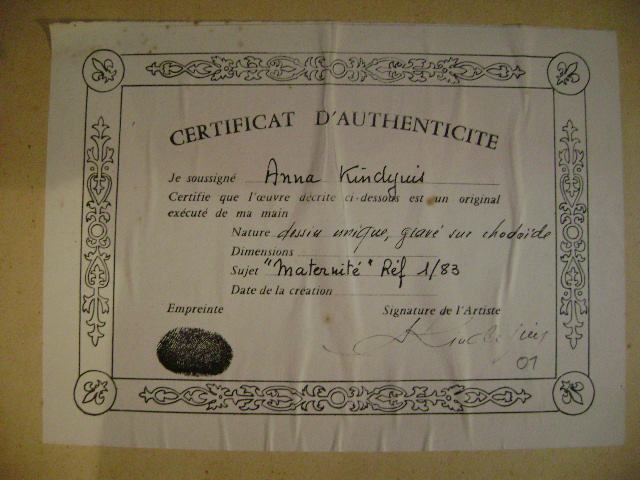 CERTIFICAT D'AUTHENTICITE
Je soussigné Anna Kindynis
Certifie que l'œuvre décrite ci-dessous est un original
exécuté de ma main
Nature dessin unique, gravé sur rhodoïde
Dimensions
Sujet "Maternité" Réf 1/83
Date de la création
Empreinte Signature de l'Artiste
01